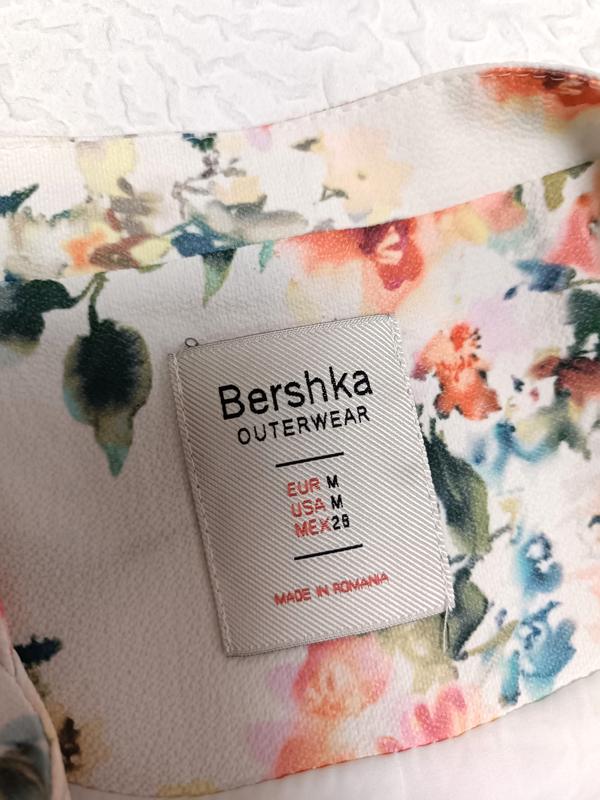 Bershka
OUTERWEAR
EUR M
USA M
MEX 28
MADE IN ROMANIA